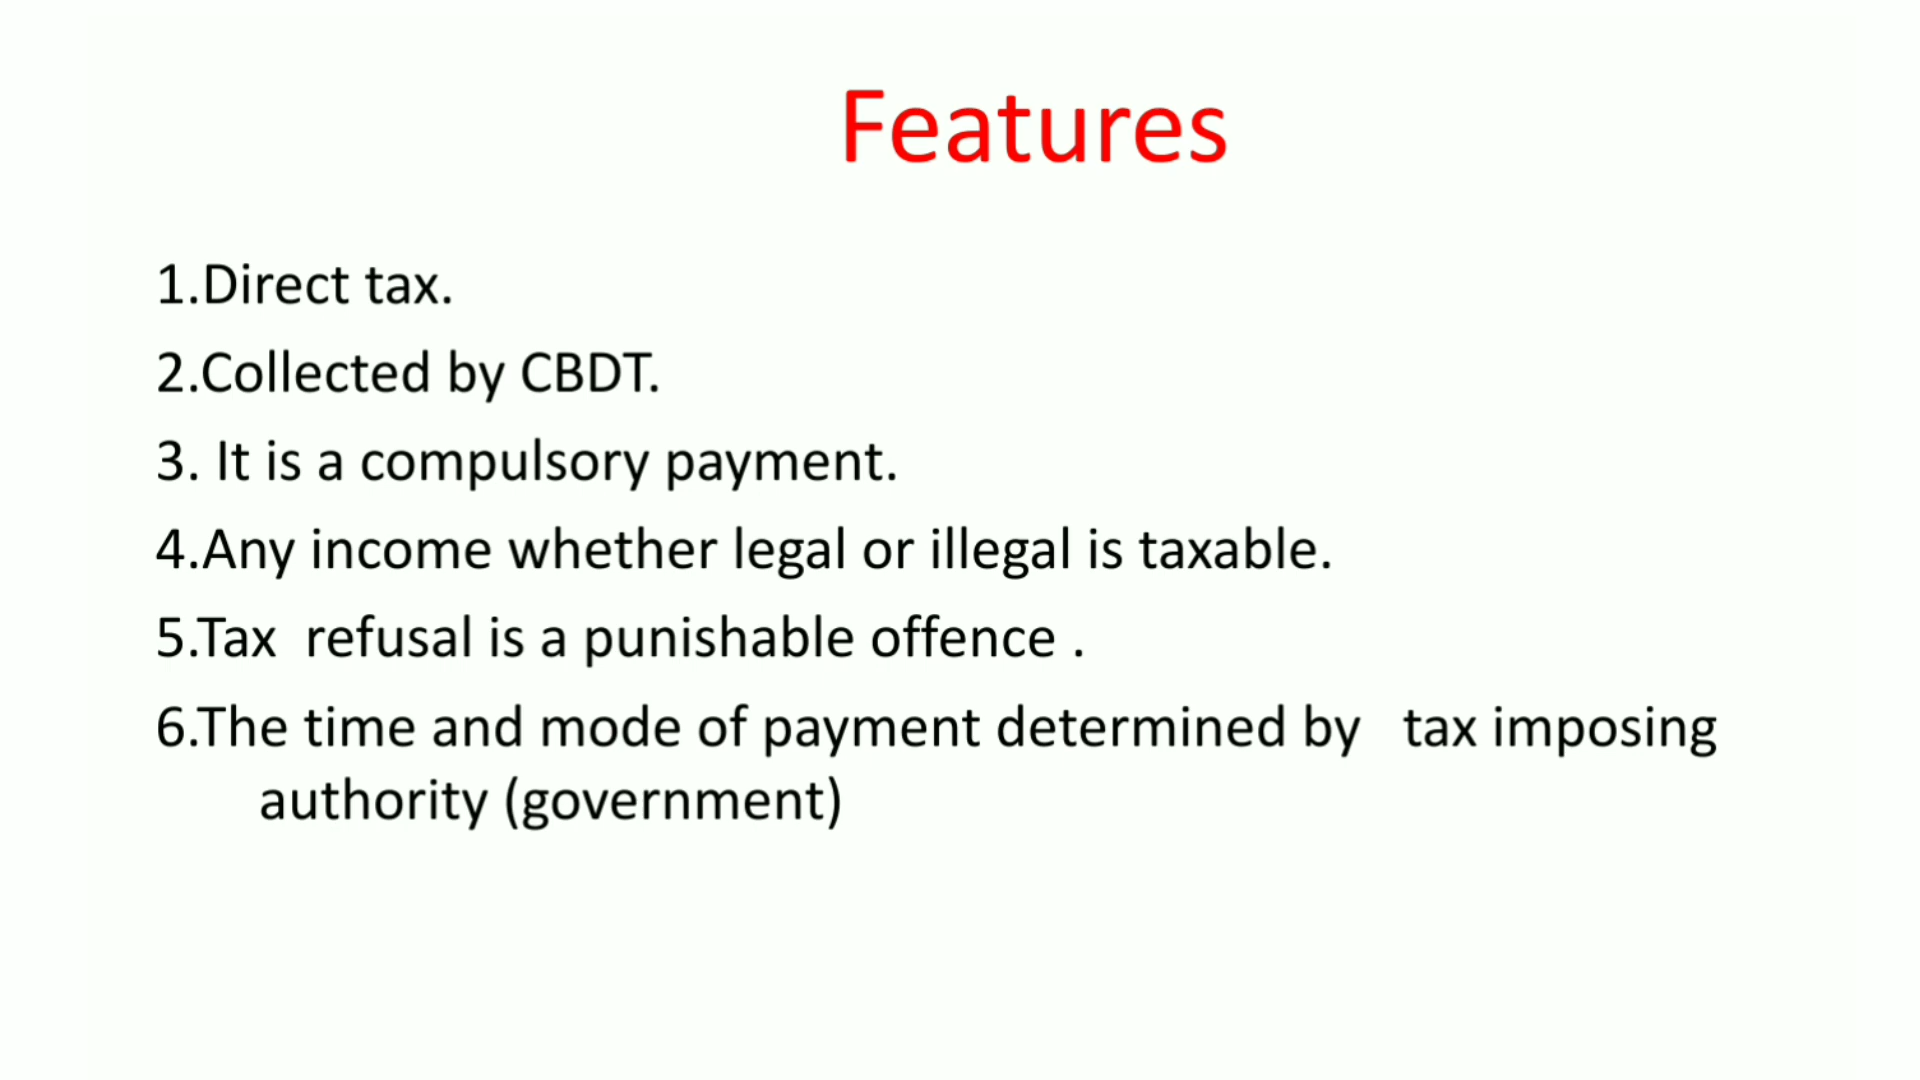 Features
1.Direct tax.
2.Collected by CBDT.
3. It is a compulsory payment.
4.Any income whether legal or illegal is taxable.
5.Tax  refusal is a punishable offence .
6.The time and mode of payment determined by   tax imposing
authority (government)